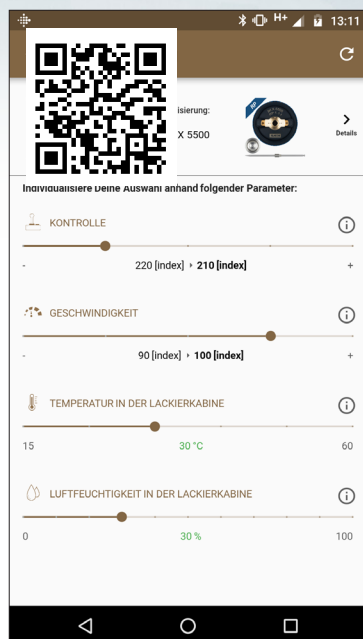 H+ 13:11
isierung:
X 5500
HP
Details
Individualisiere Deine Auswahl anhand folgender Parameter:
KONTROLLE
- 220 [index] ‣ 210 [index] +
GESCHWINDIGKEIT
- 90 [index] ‣ 100 [index] +
TEMPERATUR IN DER LACKIERKABINE
15 30 °C 60
LUFTFEUCHTIGKEIT IN DER LACKIERKABINE
0 30 % 100